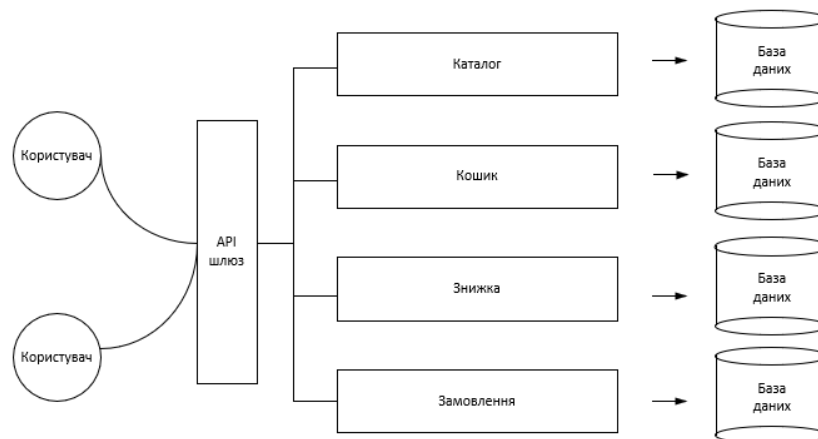 Каталог
База
даних
Користувач
Кошик
База
даних
API
шлюз
Знижка
База
даних
Користувач
Замовлення
База
даних